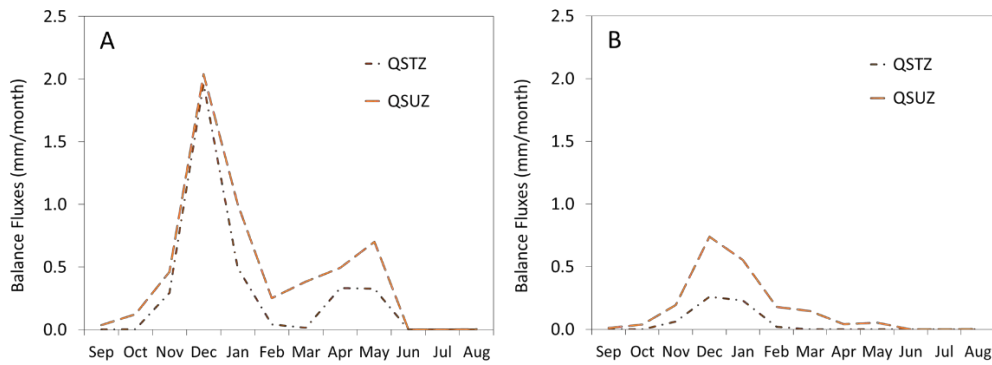 A
Balance Fluxes (mm/month)
2.5
2.0
1.5
1.0
0.5
0.0
QSTZ
QSUZ
Sep Oct Nov Dec Jan Feb Mar Apr May Jun Jul Aug
B
Balance Fluxes (mm/month)
2.5
2.0
1.5
1.0
0.5
0.0
QSTZ
QSUZ
Sep Oct Nov Dec Jan Feb Mar Apr May Jun Jul Aug